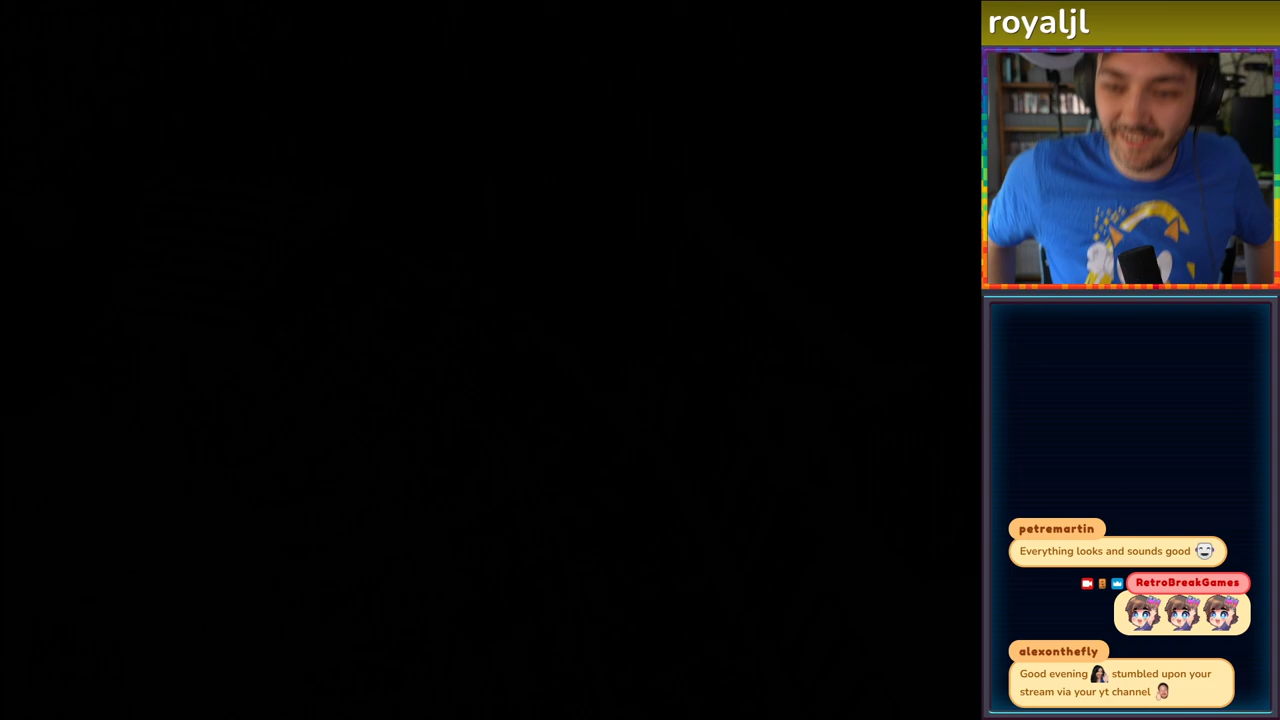 royaljl
petremartin
Everything looks and sounds good
RetroBreakGames
alexonthefly
Good evening stumbled upon your
stream via your yt channel